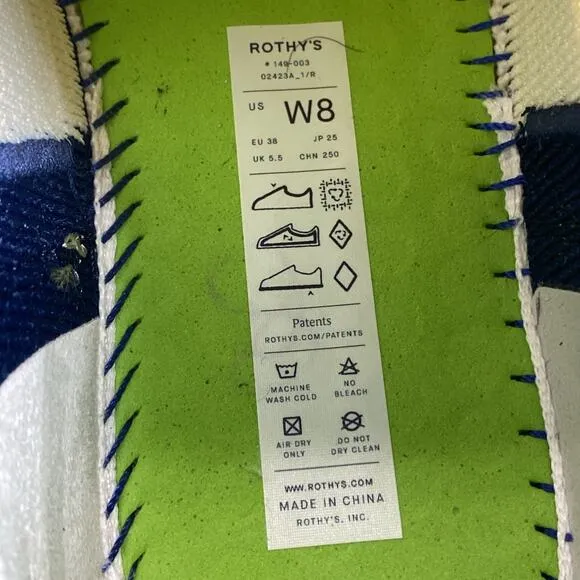 ROTHY'S
# 149-003
02423A_1/R
US W8
EU 38 JP 25
UK 5.5 CHN 250
Patents
ROTHYS.COM/PATENTS
MACHINE WASH COLD
NO BLEACH
AIR DRY ONLY
DO NOT DRY CLEAN
WWW.ROTHYS.COM
MADE IN CHINA
ROTHY'S, INC.